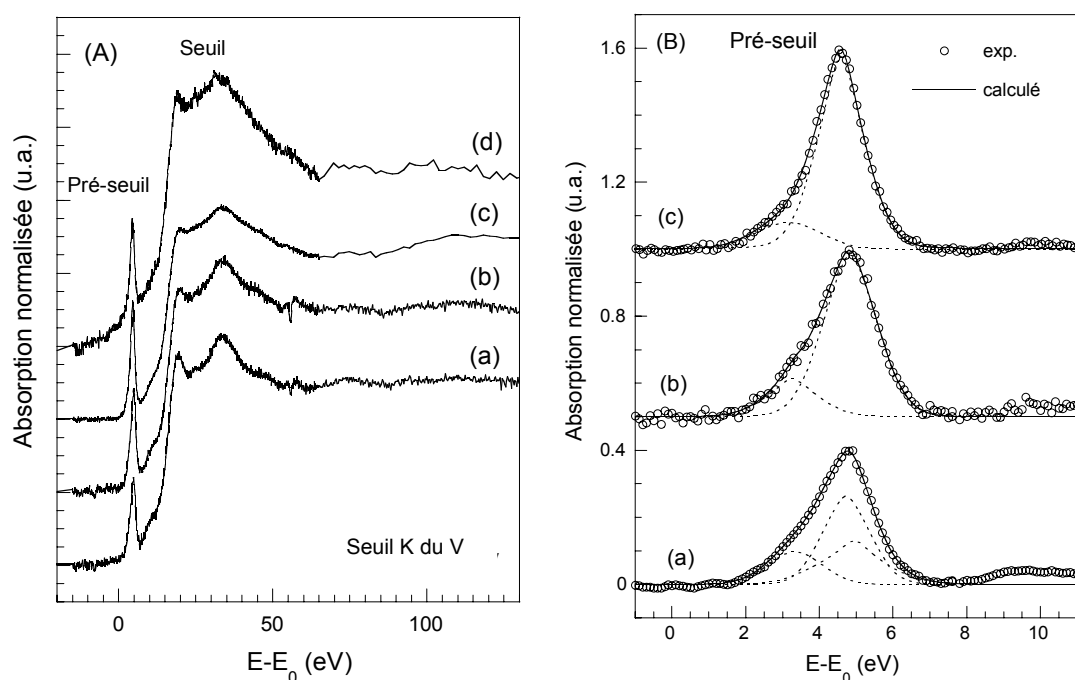 (A)
Seuil
Pré-seuil
(d)
(c)
(b)
(a)
Seuil K du V
Absorption normalisée (u.a.)
0
50
100
E-E0 (eV)
(B)
Pré-seuil
exp.
calculé
(c)
(b)
(a)
Absorption normalisée (u.a.)
1.6
1.2
0.8
0.4
0
0
2
4
6
8
10
E-E0 (eV)